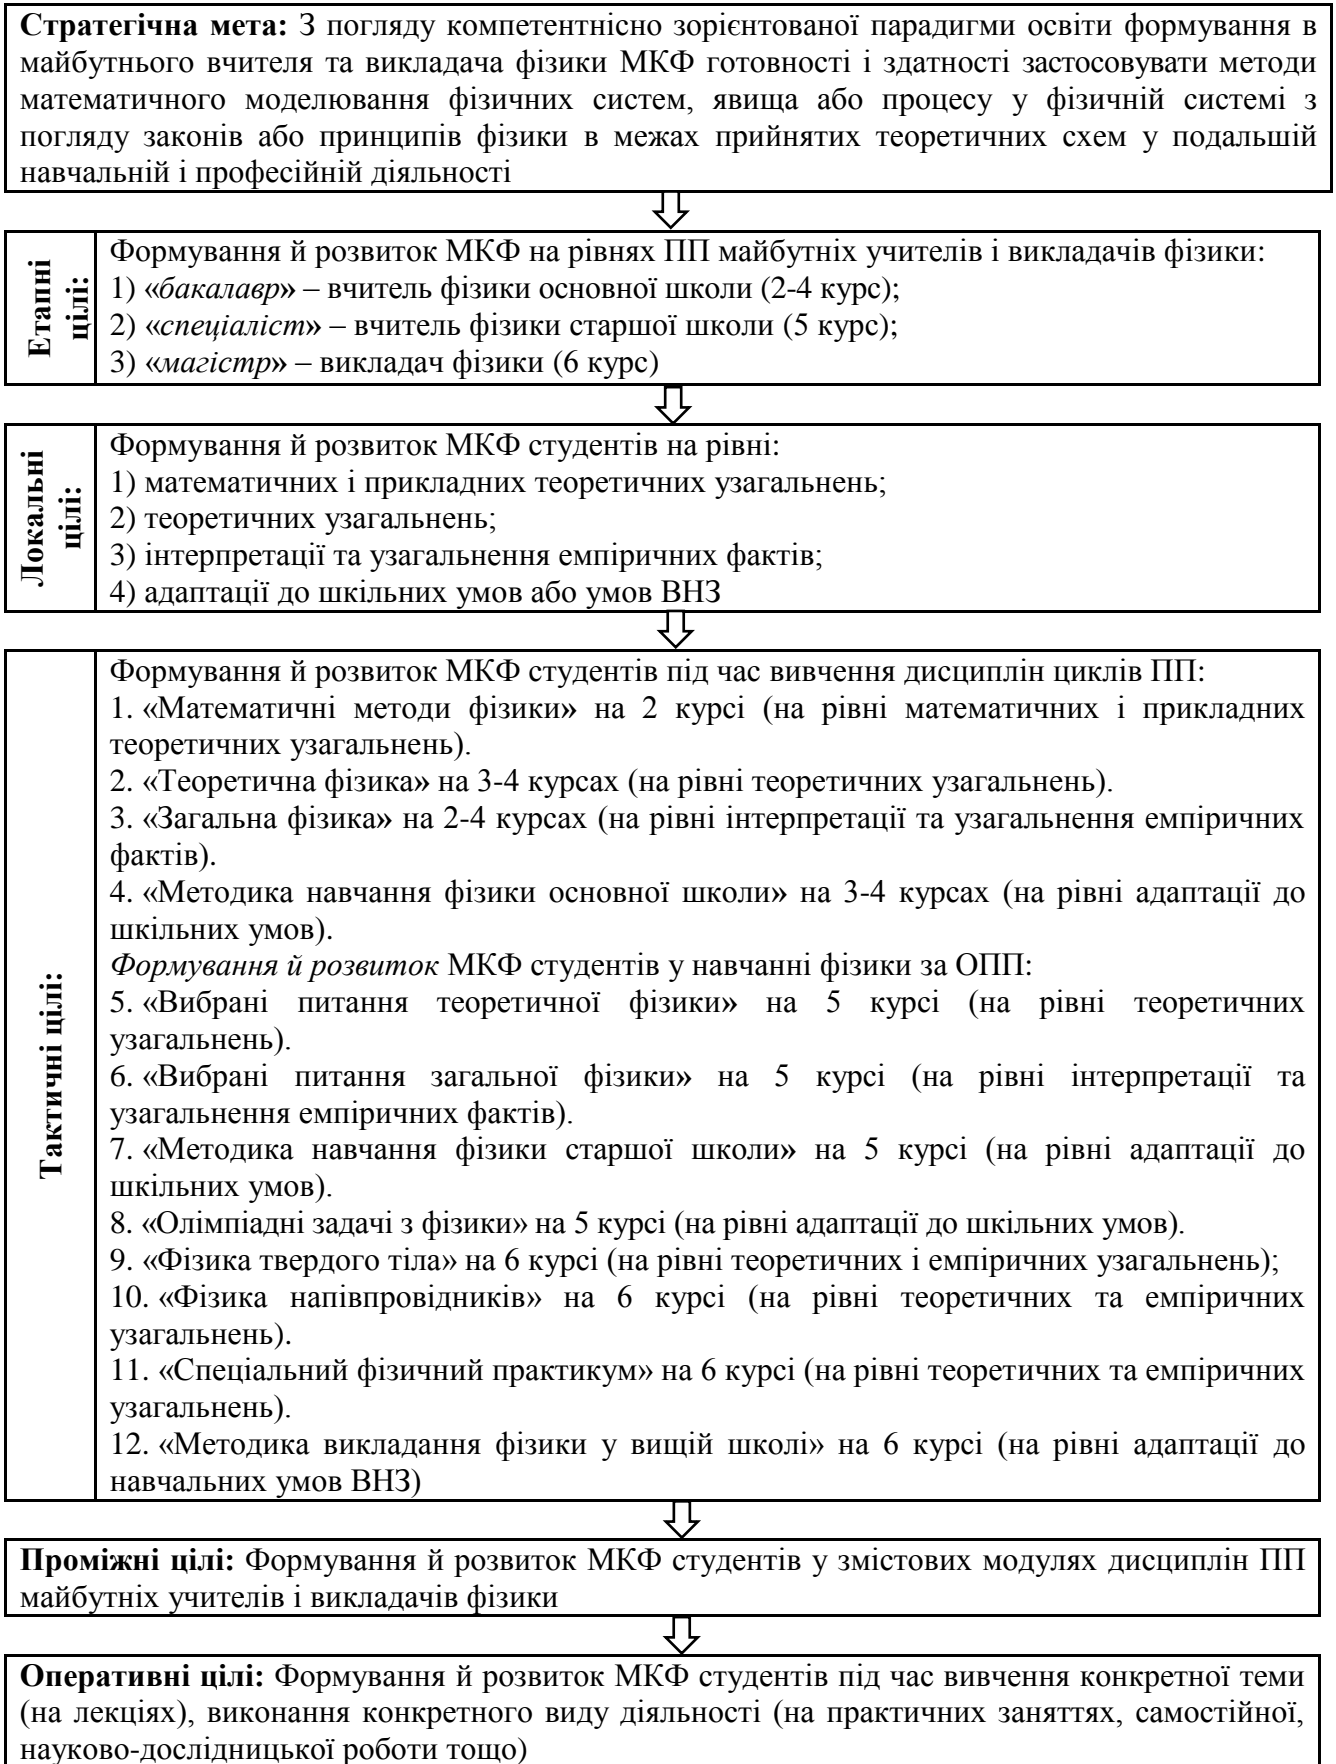 Стратегічна мета: З погляду компетентнісно зорієнтованої парадигми освіти формування в
майбутнього вчителя та викладача фізики МКФ готовності і здатності застосовувати методи
математичного моделювання фізичних систем, явища або процесу у фізичній системі з
погляду законів або принципів фізики в межах прийнятих теоретичних схем у подальшій
навчальній і професійній діяльності
Етапні
цілі:
Формування й розвиток МКФ на рівнях ПП майбутніх учителів і викладачів фізики:
1) «бакалавр» – вчитель фізики основної школи (2-4 курс);
2) «спеціаліст» – вчитель фізики старшої школи (5 курс);
3) «магістр» – викладач фізики (6 курс)
Локальні
цілі:
Формування й розвиток МКФ студентів на рівні:
1) математичних і прикладних теоретичних узагальнень;
2) теоретичних узагальнень;
3) інтерпретації та узагальнення емпіричних фактів;
4) адаптації до шкільних умов або умов ВНЗ
Тактичні цілі:
Формування й розвиток МКФ студентів під час вивчення дисциплін циклів ПП:
1. «Математичні методи фізики» на 2 курсі (на рівні математичних і прикладних
теоретичних узагальнень).
2. «Теоретична фізика» на 3-4 курсах (на рівні теоретичних узагальнень).
3. «Загальна фізика» на 2-4 курсах (на рівні інтерпретації та узагальнення емпіричних
фактів).
4. «Методика навчання фізики основної школи» на 3-4 курсах (на рівні адаптації до
шкільних умов).
Формування й розвиток МКФ студентів у навчанні фізики за ОПП:
5. «Вибрані питання теоретичної фізики» на 5 курсі (на рівні теоретичних
узагальнень).
6. «Вибрані питання загальної фізики» на 5 курсі (на рівні інтерпретації та
узагальнення емпіричних фактів).
7. «Методика навчання фізики старшої школи» на 5 курсі (на рівні адаптації до
шкільних умов).
8. «Олімпіадні задачі з фізики» на 5 курсі (на рівні адаптації до шкільних умов).
9. «Фізика твердого тіла» на 6 курсі (на рівні теоретичних і емпіричних узагальнень);
10. «Фізика напівпровідників» на 6 курсі (на рівні теоретичних та емпіричних
узагальнень).
11. «Спеціальний фізичний практикум» на 6 курсі (на рівні теоретичних та емпіричних
узагальнень).
12. «Методика викладання фізики у вищій школі» на 6 курсі (на рівні адаптації до
навчальних умов ВНЗ)
Проміжні цілі: Формування й розвиток МКФ студентів у змістових модулях дисциплін ПП
майбутніх учителів і викладачів фізики
Оперативні цілі: Формування й розвиток МКФ студентів під час вивчення конкретної теми
(на лекціях), виконання конкретного виду діяльності (на практичних заняттях, самостійної,
науково-дослідницької роботи тощо)